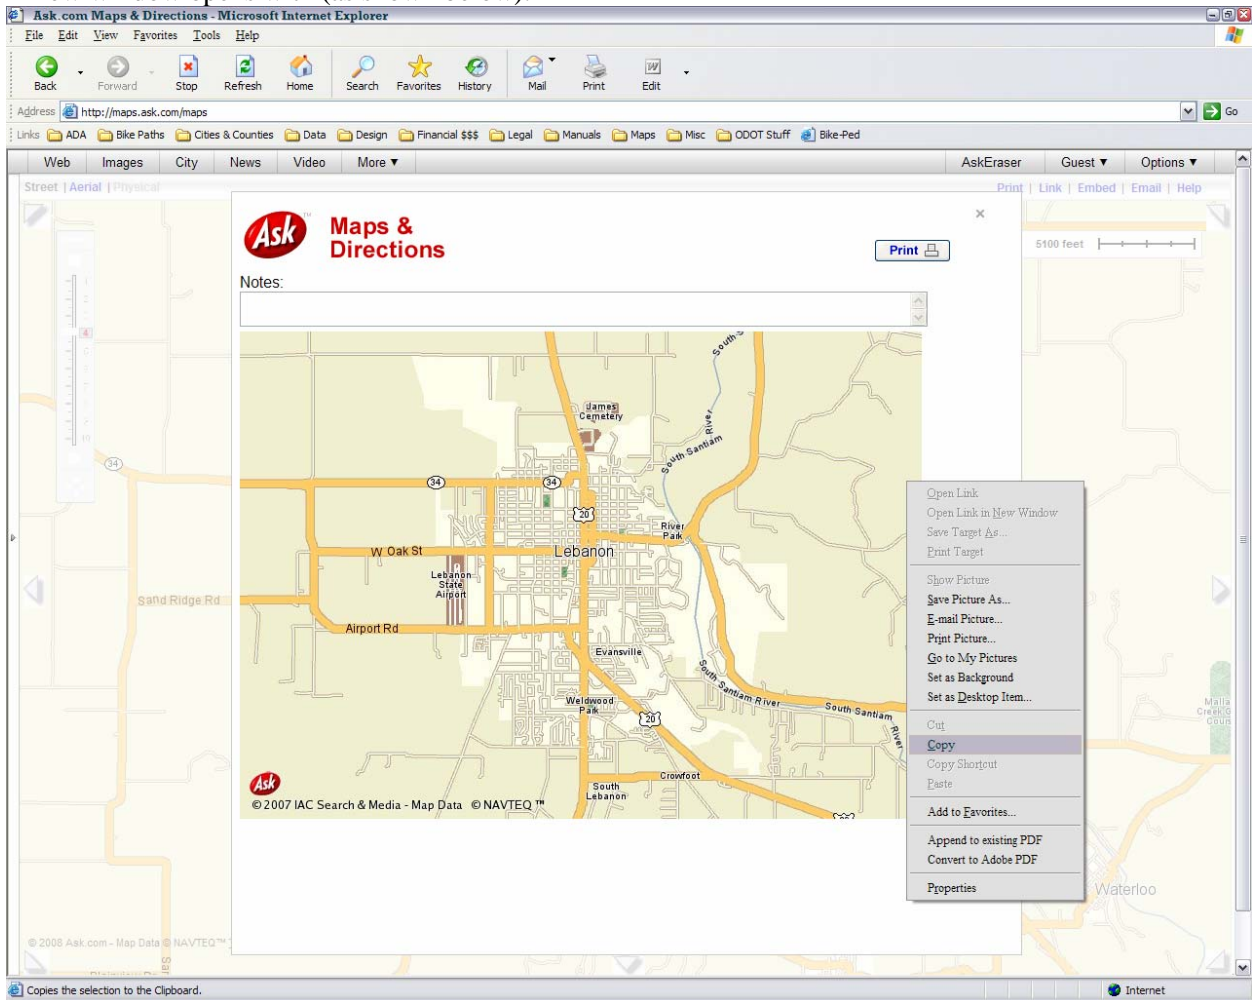 Ask.com Maps & Directions - Microsoft Internet Explorer
File Edit View Favorites Tools Help
Back Forward Stop Refresh Home Search Favorites History Mail Print Edit
Address http://maps.ask.com/maps Go
Links ADA Bike Paths Cities & Counties Data Design Financial $$$ Legal Manuals Maps Misc ODOT Stuff Bike-Ped
Web Images City News Video More ▼ AskEraser Guest ▼ Options ▼
Street | Aerial | Physical Print | Link | Embed | Email | Help
Ask™ Maps &
Directions
Print
5100 feet
Notes:
South Santiam River
James
Cemetery
South Santiam River
34
34
34
20
River
Park
W Oak St
Lebanon
Lebanon
State
Airport
Sand Ridge Rd
Airport Rd
Evansville
South Santiam River
Weldwood
Park
20
South Santiam River
Crowfoot
South
Lebanon
Ask
© 2007 IAC Search & Media - Map Data © NAVTEQ ™
Open Link
Open Link in New Window
Save Target As...
Print Target
Show Picture
Save Picture As...
E-mail Picture...
Print Picture...
Go to My Pictures
Set as Background
Set as Desktop Item...
Cut
Copy
Copy Shortcut
Paste
Add to Favorites...
Append to existing PDF
Convert to Adobe PDF
Properties
Waterloo
© 2008 Ask.com - Map Data © NAVTEQ™
Copies the selection to the Clipboard. Internet